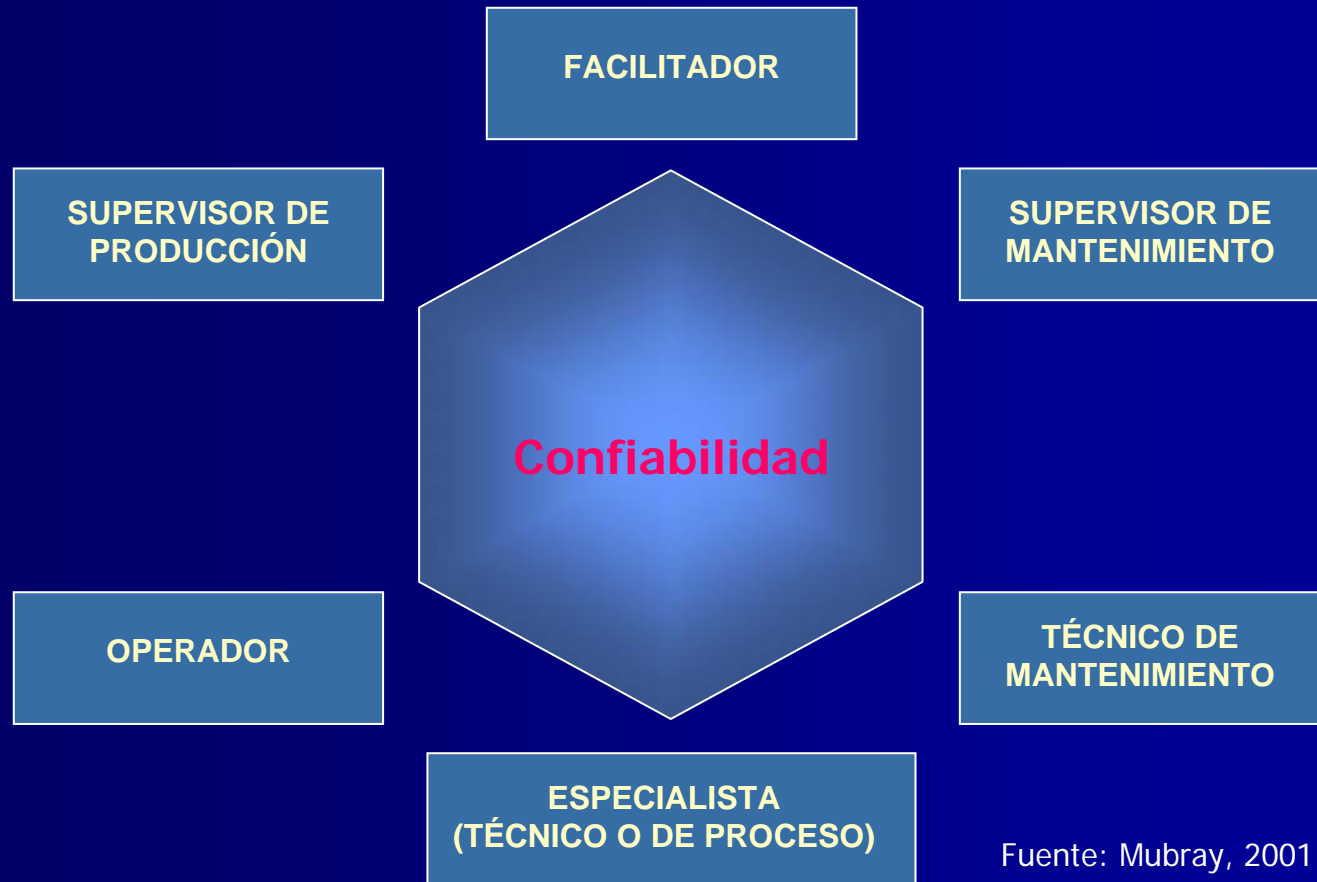 FACILITADOR
SUPERVISOR DE
PRODUCCIÓN
SUPERVISOR DE
MANTENIMIENTO
Confiabilidad
OPERADOR
TÉCNICO DE
MANTENIMIENTO
ESPECIALISTA
(TÉCNICO O DE PROCESO)
Fuente: Mubray, 2001